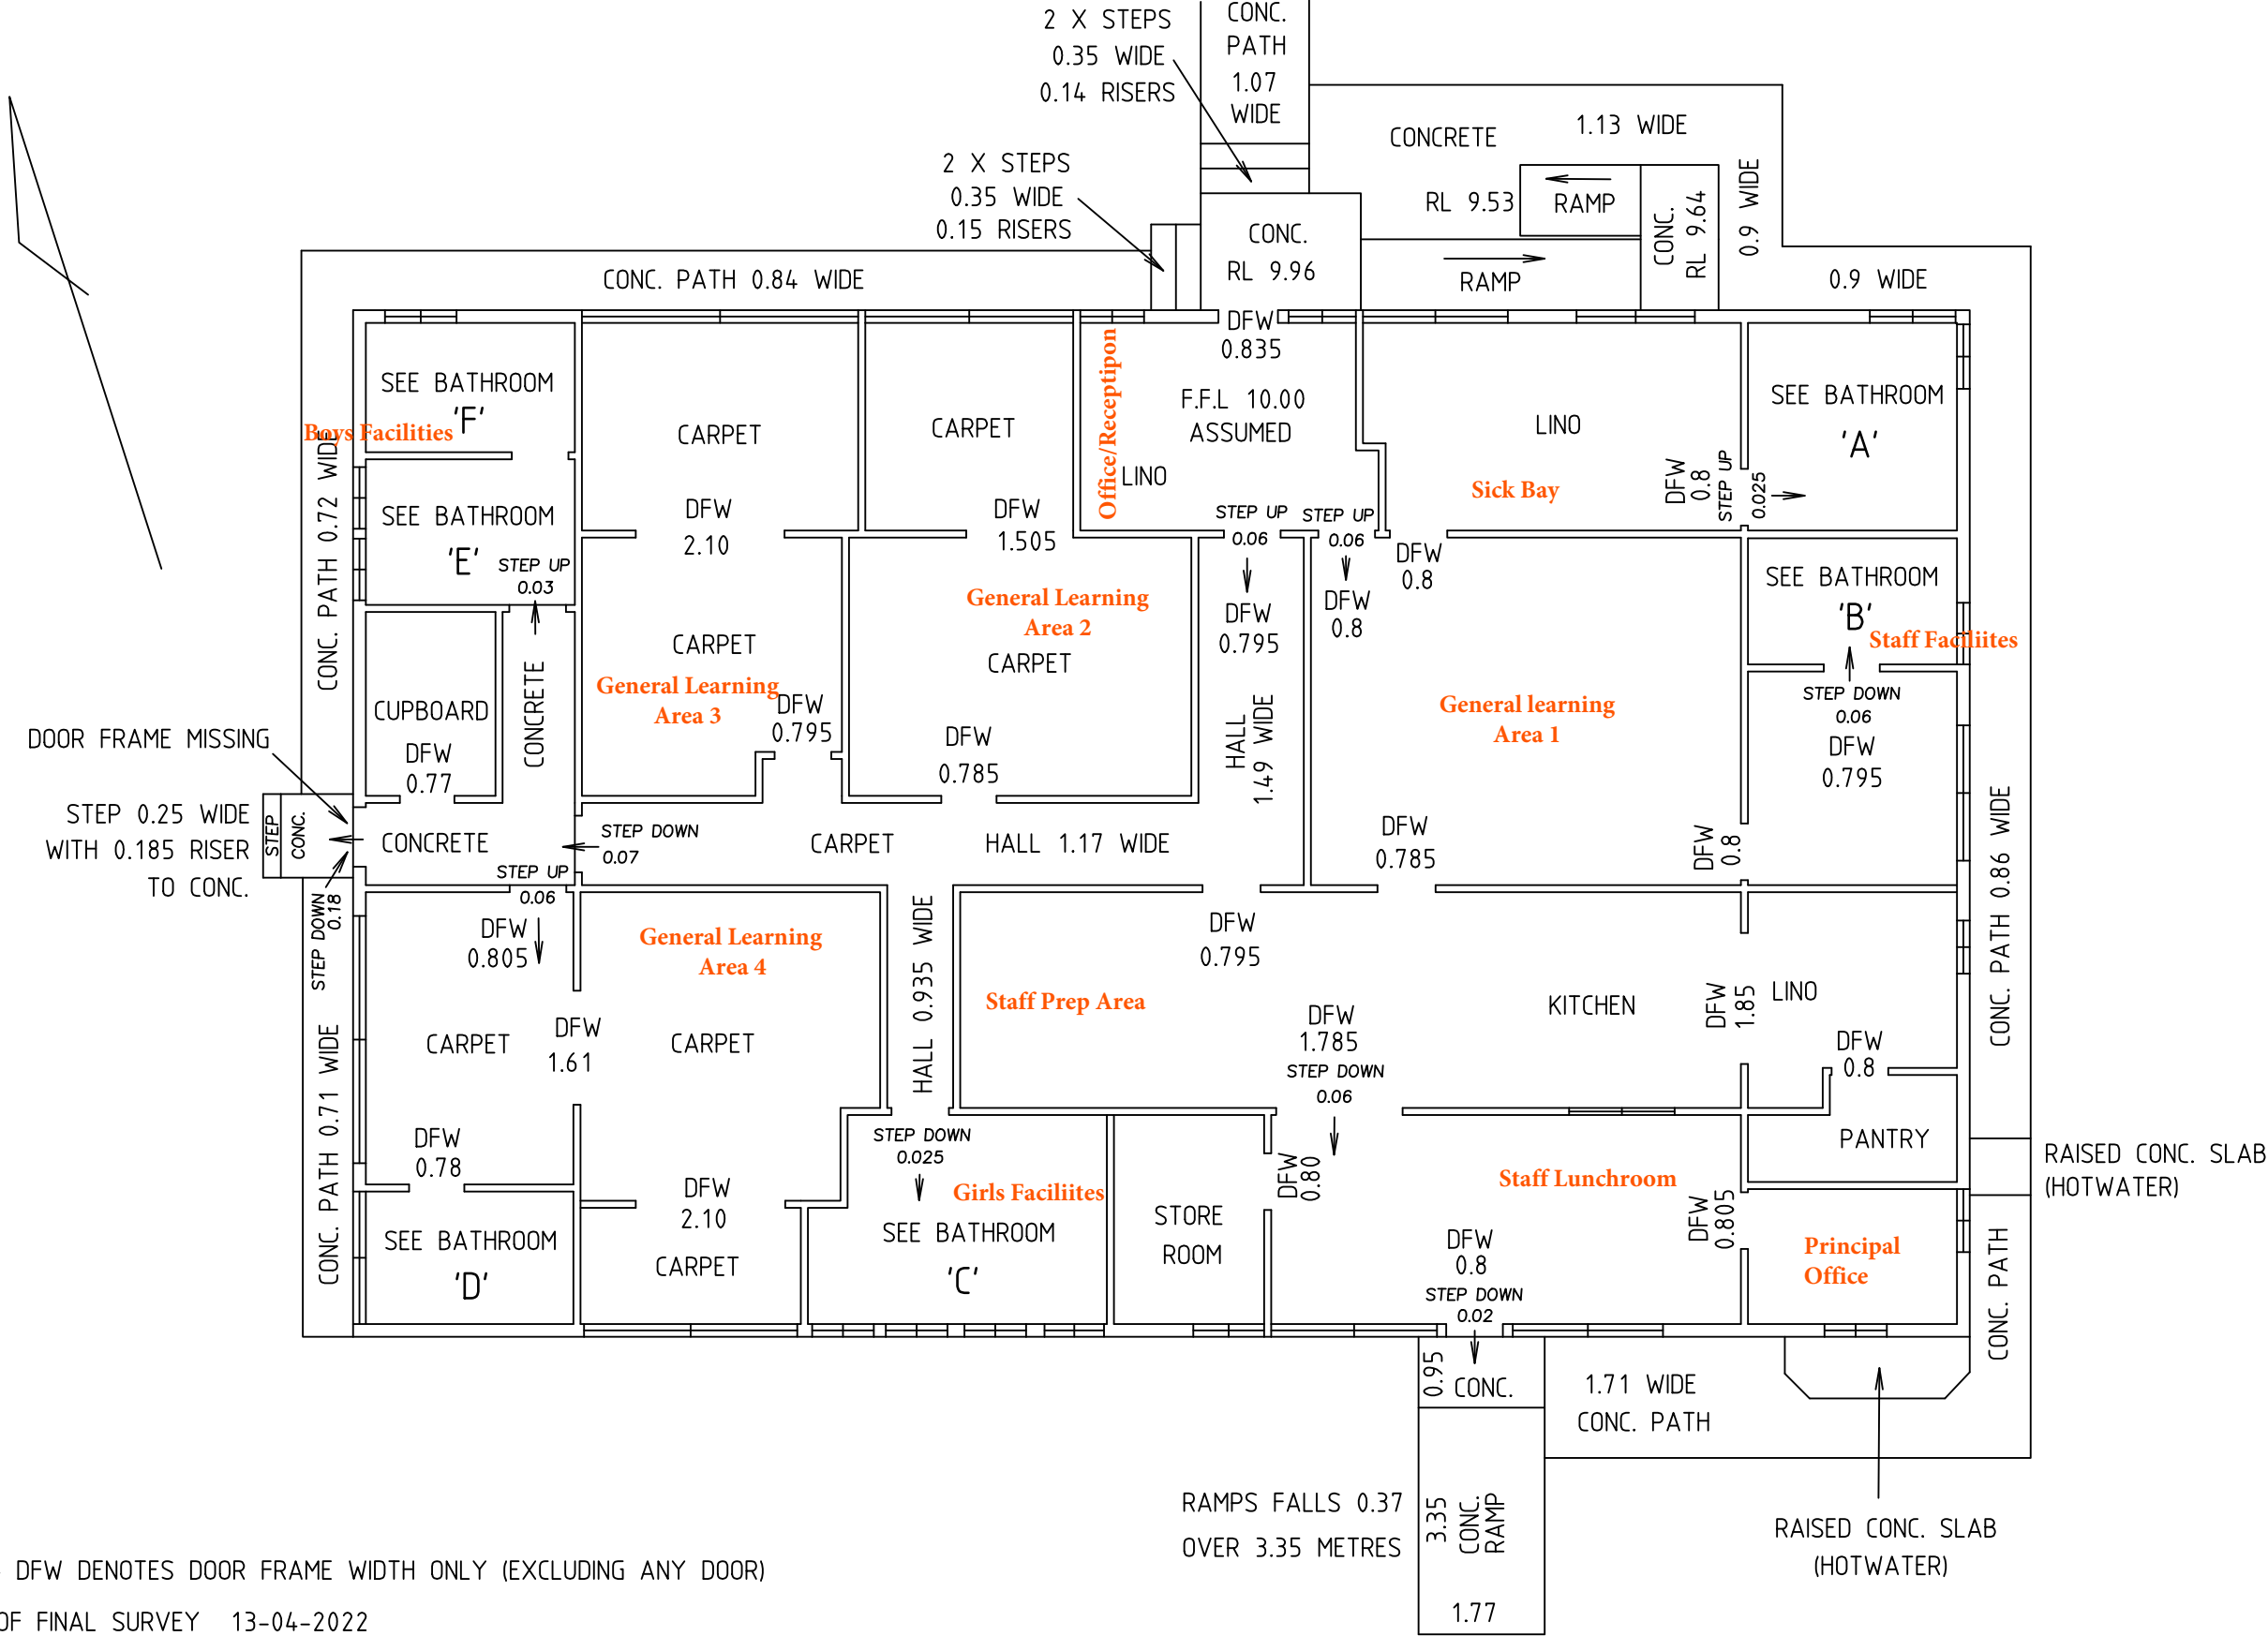 2 X STEPS
0.35 WIDE
0.14 RISERS
CONC.
PATH
1.07
WIDE
2 X STEPS
0.35 WIDE
0.15 RISERS
CONCRETE
1.13 WIDE
RL 9.53
RAMP
CONC.
RL 9.64
0.9 WIDE
CONC.
RL 9.96
RAMP
0.9 WIDE
CONC. PATH 0.84 WIDE
DFW
0.835
F.F.L 10.00
ASSUMED
Office/Receptipon
LINO
SEE BATHROOM
'F'
Boys Facilities
CONC. PATH 0.72 WIDE
CARPET
CARPET
LINO
Sick Bay
DFW
0.8
STEP UP
0.025
SEE BATHROOM
'A'
SEE BATHROOM
'E'
STEP UP
0.03
DFW
2.10
DFW
1.505
STEP UP
0.06
STEP UP
0.06
DFW
0.8
DFW
0.795
DFW
0.8
SEE BATHROOM
'B'
Staff Faciliites
STEP DOWN
0.06
DFW
0.795
General Learning
Area 2
CARPET
CARPET
General Learning
Area 3
DFW
0.795
DFW
0.785
HALL
1.49 WIDE
General learning
Area 1
CUPBOARD
DFW
0.77
CONCRETE
DOOR FRAME MISSING
STEP 0.25 WIDE
WITH 0.185 RISER
TO CONC.
STEP
CONC.
CONCRETE
STEP DOWN
0.07
CARPET
HALL 1.17 WIDE
DFW
0.785
DFW
0.8
CONC. PATH 0.86 WIDE
STEP UP
0.06
STEP DOWN
0.18
DFW
0.805
General Learning
Area 4
HALL 0.935 WIDE
DFW
0.795
Staff Prep Area
KITCHEN
DFW
1.85
LINO
CARPET
DFW
1.61
CARPET
DFW
1.785
STEP DOWN
0.06
DFW
0.8
CONC. PATH 0.71 WIDE
DFW
0.78
STEP DOWN
0.025
Girls Faciliites
DFW
0.80
Staff Lunchroom
PANTRY
RAISED CONC. SLAB
(HOTWATER)
DFW
2.10
CARPET
SEE BATHROOM
'D'
SEE BATHROOM
'C'
STORE
ROOM
DFW
0.8
STEP DOWN
0.02
DFW
0.805
Principal
Office
CONC. PATH
0.95
CONC.
1.71 WIDE
CONC. PATH
RAMPS FALLS 0.37
OVER 3.35 METRES
3.35
CONC.
RAMP
1.77
RAISED CONC. SLAB
(HOTWATER)
DFW DENOTES DOOR FRAME WIDTH ONLY (EXCLUDING ANY DOOR)
OF FINAL SURVEY 13-04-2022